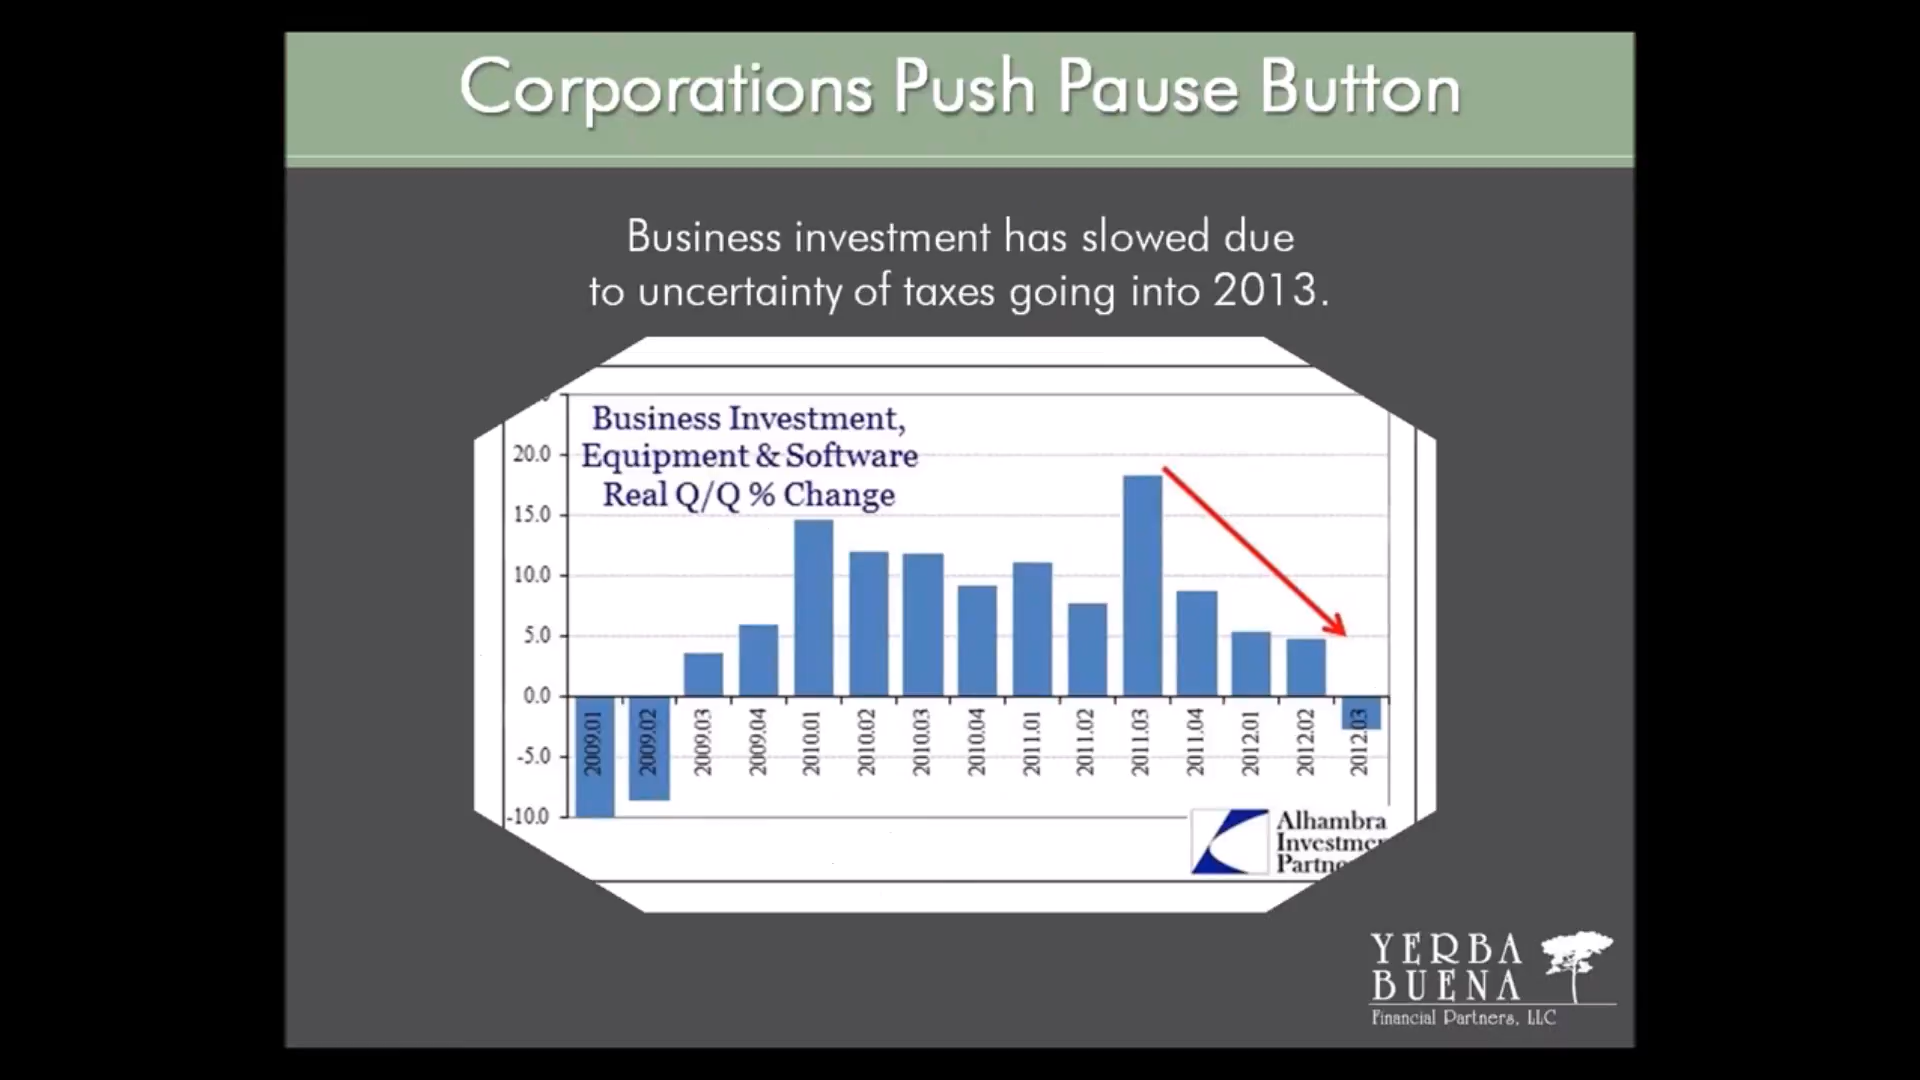 Corporations Push Pause Button
Business investment has slowed due
to uncertainty of taxes going into 2013.
Business Investment,
Equipment & Software
Real Q/Q % Change
20.0
15.0
10.0
5.0
0.0
-5.0
-10.0
2009.01
2009.02
2009.03
2009.04
2010.01
2010.02
2010.03
2010.04
2011.01
2011.02
2011.03
2011.04
2012.01
2012.02
2012.03
Alhambra
YERBA
BUENA
Financial Partners, LLC